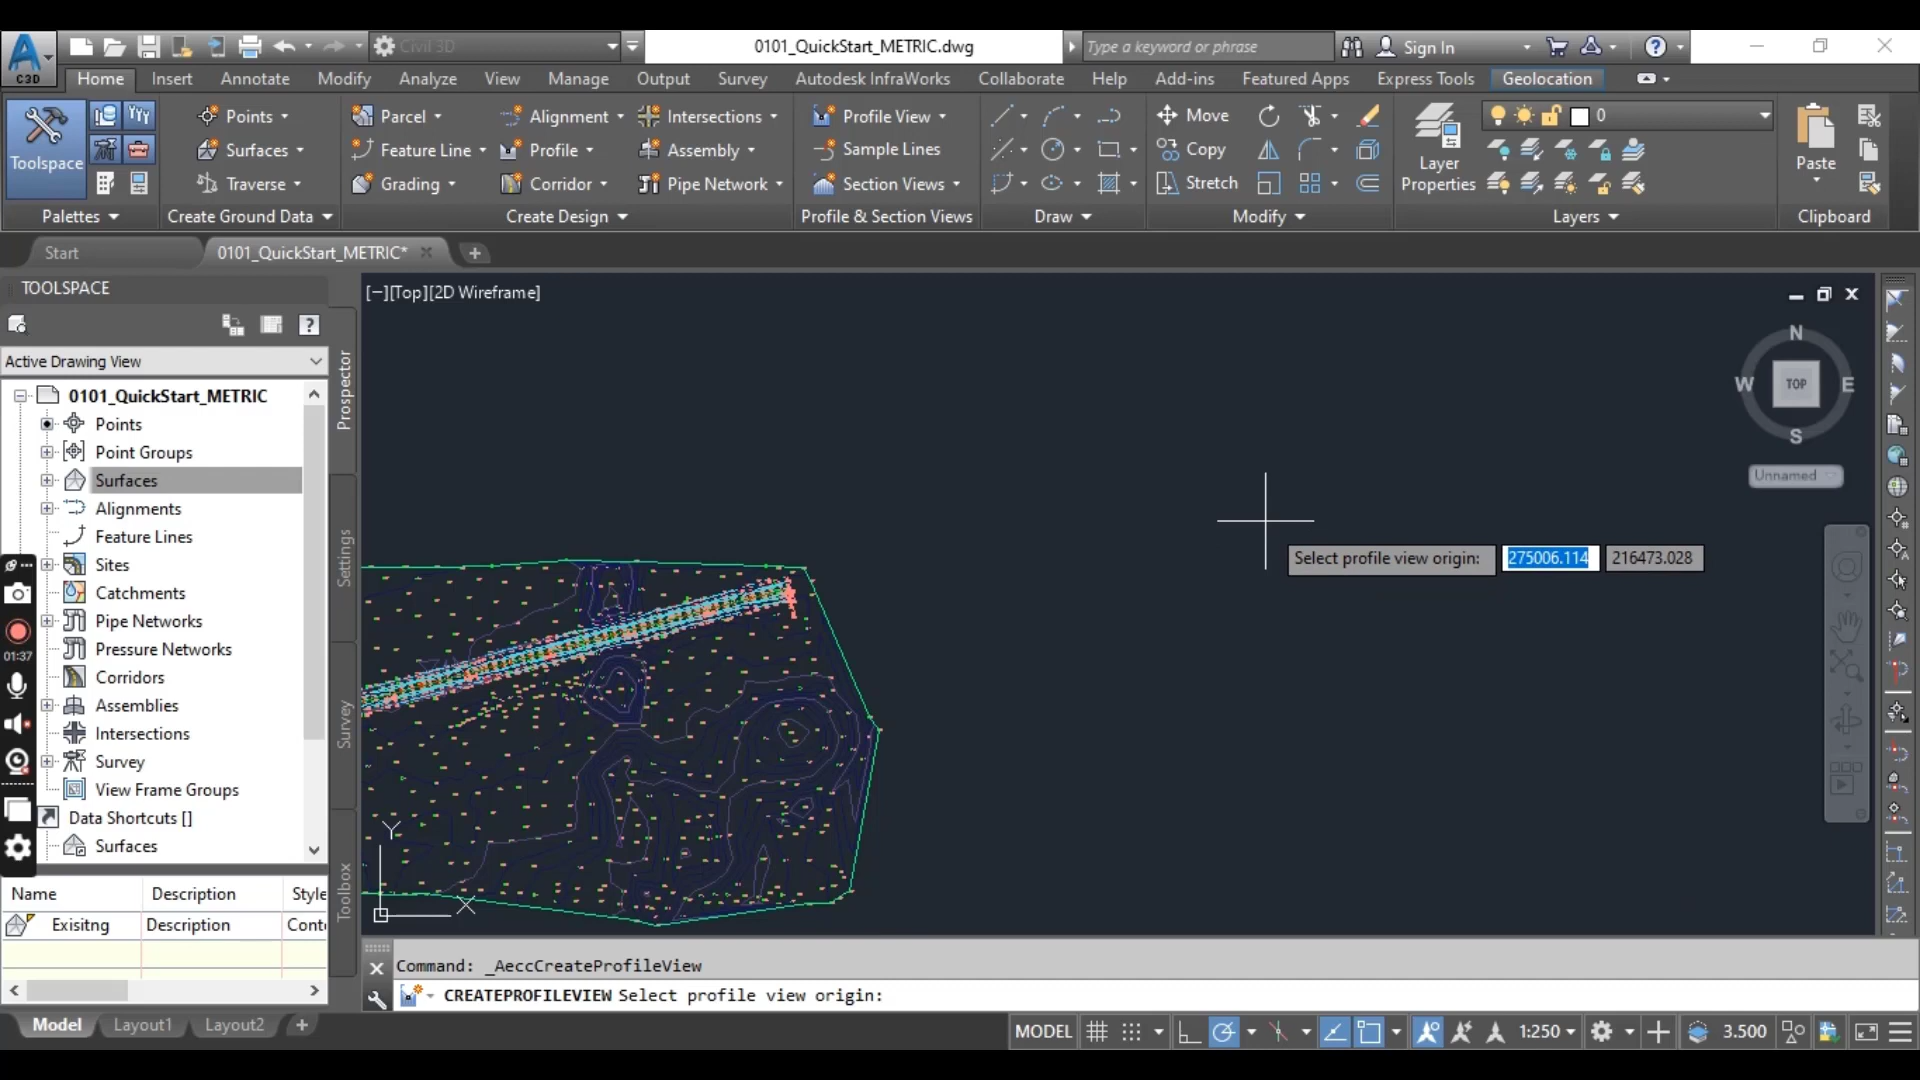 C3D
Civil 3D
0101_QuickStart_METRIC.dwg
Type a keyword or phrase
Sign In
Home Insert Annotate Modify Analyze View Manage Output Survey Autodesk InfraWorks Collaborate Help Add-ins Featured Apps Express Tools Geolocation
Toolspace
Palettes
Points
Surfaces
Traverse
Create Ground Data
Parcel
Feature Line
Grading
Alignment
Profile
Corridor
Intersections
Assembly
Pipe Network
Create Design
Profile View
Sample Lines
Section Views
Profile & Section Views
Draw
Move
Copy
Stretch
Modify
Layer
Properties
0
Layers
Paste
Clipboard
Start
0101_QuickStart_METRIC*
TOOLSPACE
Active Drawing View
0101_QuickStart_METRIC
Points
Point Groups
Surfaces
Alignments
Feature Lines
Sites
Catchments
Pipe Networks
Pressure Networks
Corridors
Assemblies
Intersections
Survey
View Frame Groups
Data Shortcuts []
Surfaces
Prospector
Settings
Survey
Toolbox
01:37
Name Description Style
Exisitng Description Cont
[−][Top][2D Wireframe]
N
W TOP E
S
Unnamed
Select profile view origin: 275006.114 216473.028
Y
X
Command: _AeccCreateProfileView
CREATEPROFILEVIEW Select profile view origin:
Model Layout1 Layout2 +
MODEL 1:250 3.500